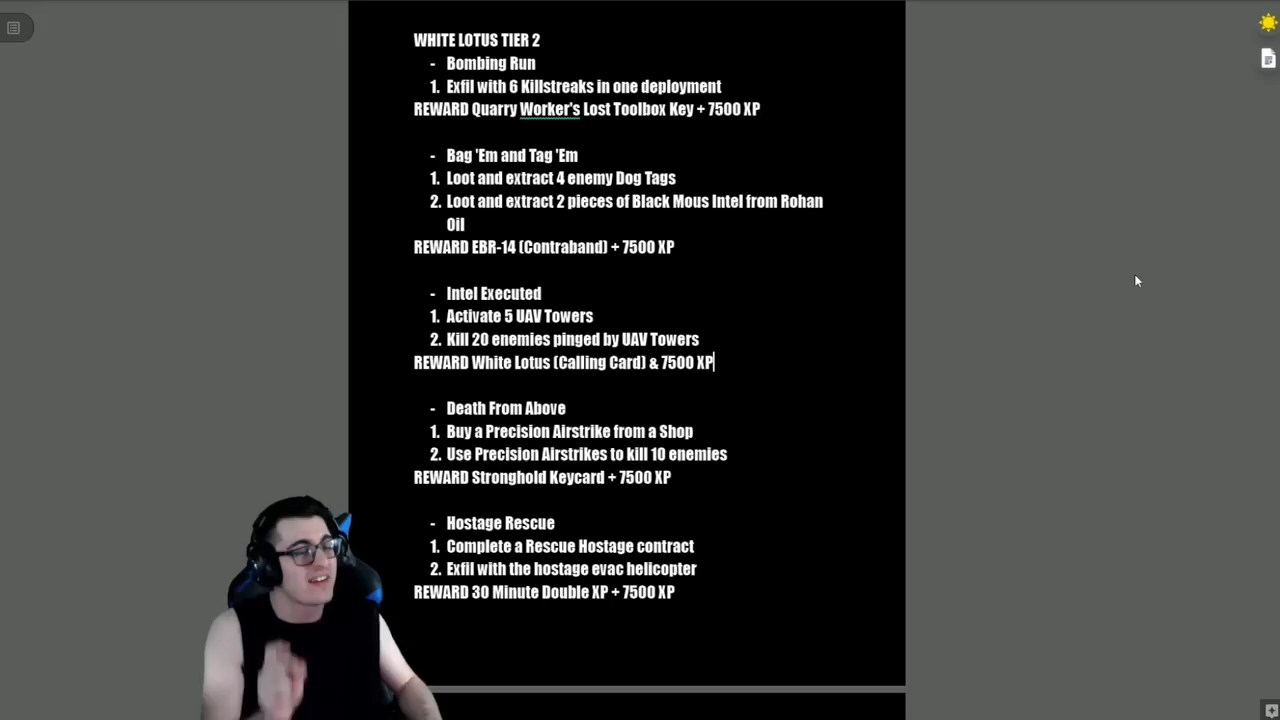 WHITE LOTUS TIER 2
- Bombing Run
1. Exfil with 6 Killstreaks in one deployment
REWARD Quarry Worker's Lost Toolbox Key + 7500 XP
- Bag 'Em and Tag 'Em
1. Loot and extract 4 enemy Dog Tags
2. Loot and extract 2 pieces of Black Mous Intel from Rohan
Oil
REWARD EBR-14 (Contraband) + 7500 XP
- Intel Executed
1. Activate 5 UAV Towers
2. Kill 20 enemies pinged by UAV Towers
REWARD White Lotus (Calling Card) & 7500 XP
- Death From Above
1. Buy a Precision Airstrike from a Shop
2. Use Precision Airstrikes to kill 10 enemies
REWARD Stronghold Keycard + 7500 XP
- Hostage Rescue
1. Complete a Rescue Hostage contract
2. Exfil with the hostage evac helicopter
REWARD 30 Minute Double XP + 7500 XP